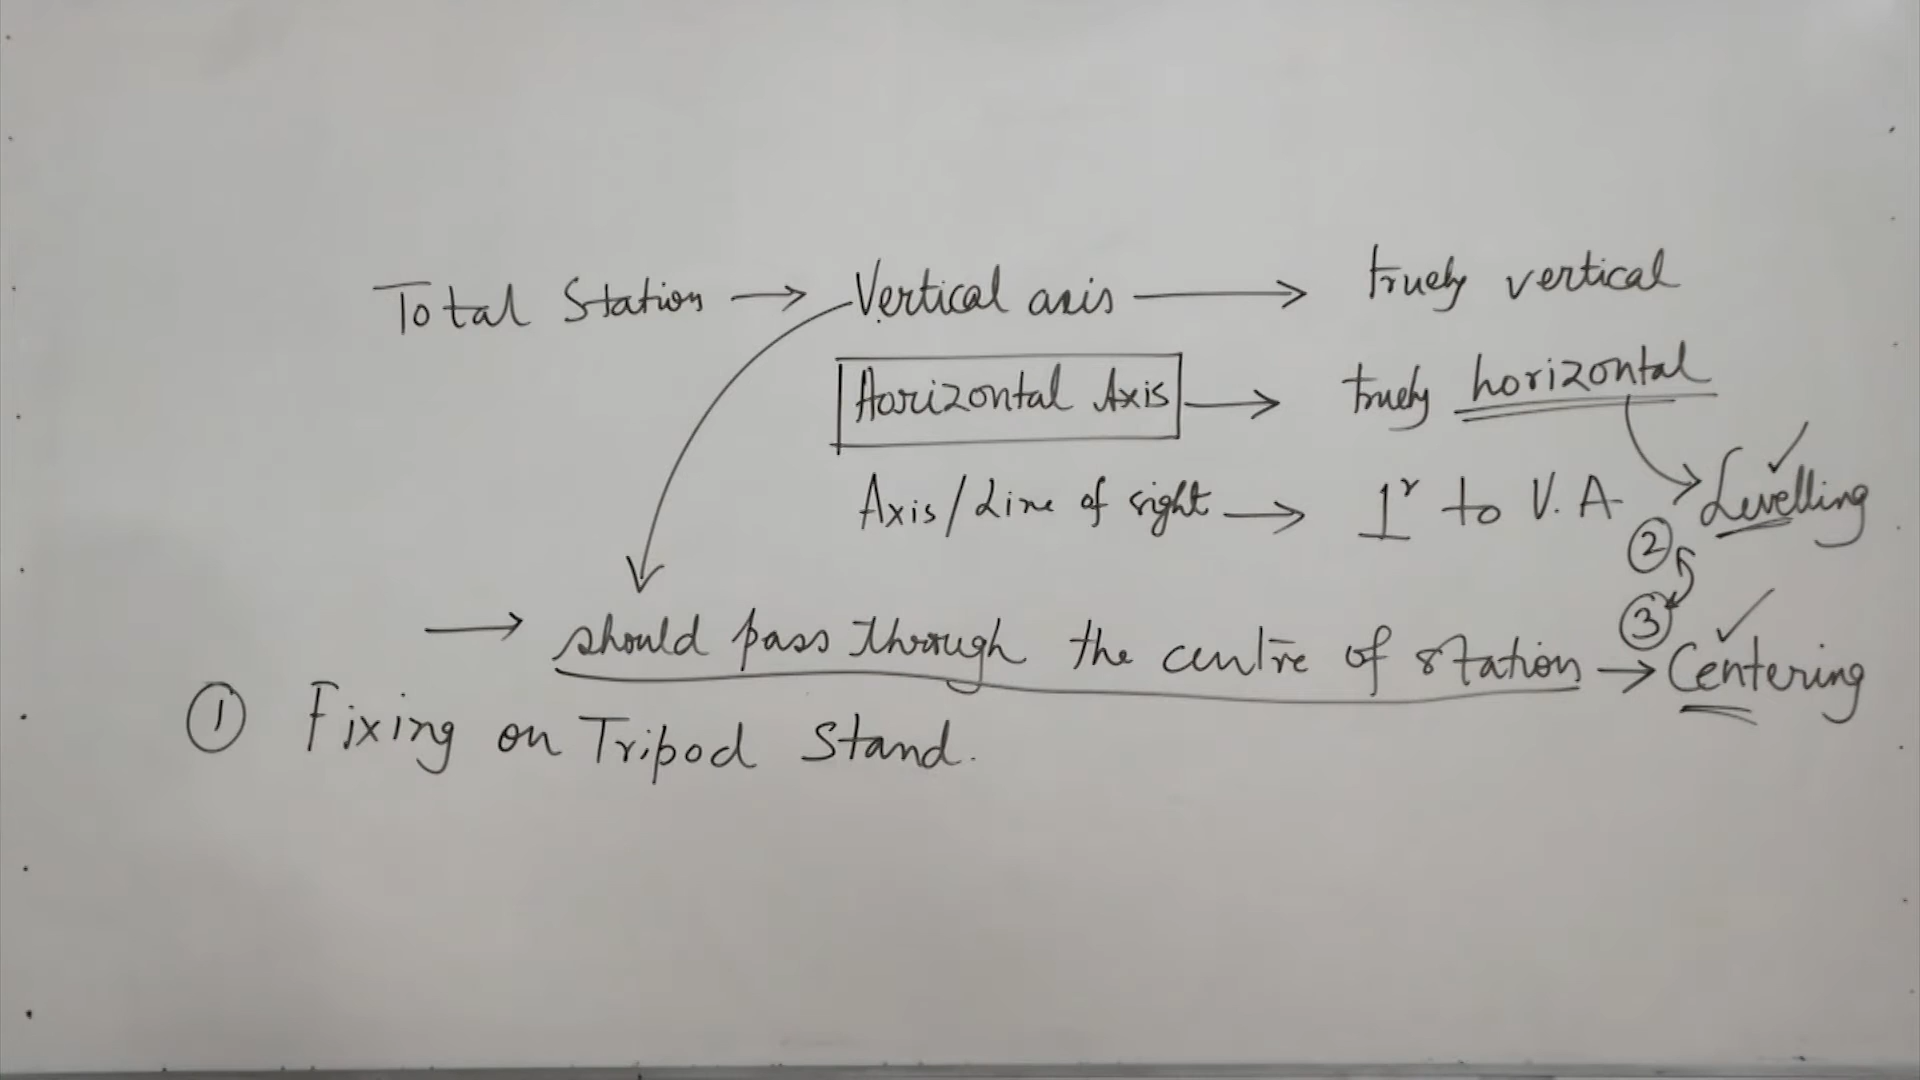 Total Station → Vertical axis → truely vertical
Horizontal Axis → truely horizontal
Axis/Line of sight → ⊥r to V.A. → Levelling
②
③
→ should pass through the centre of station → Centering
① Fixing on Tripod Stand.